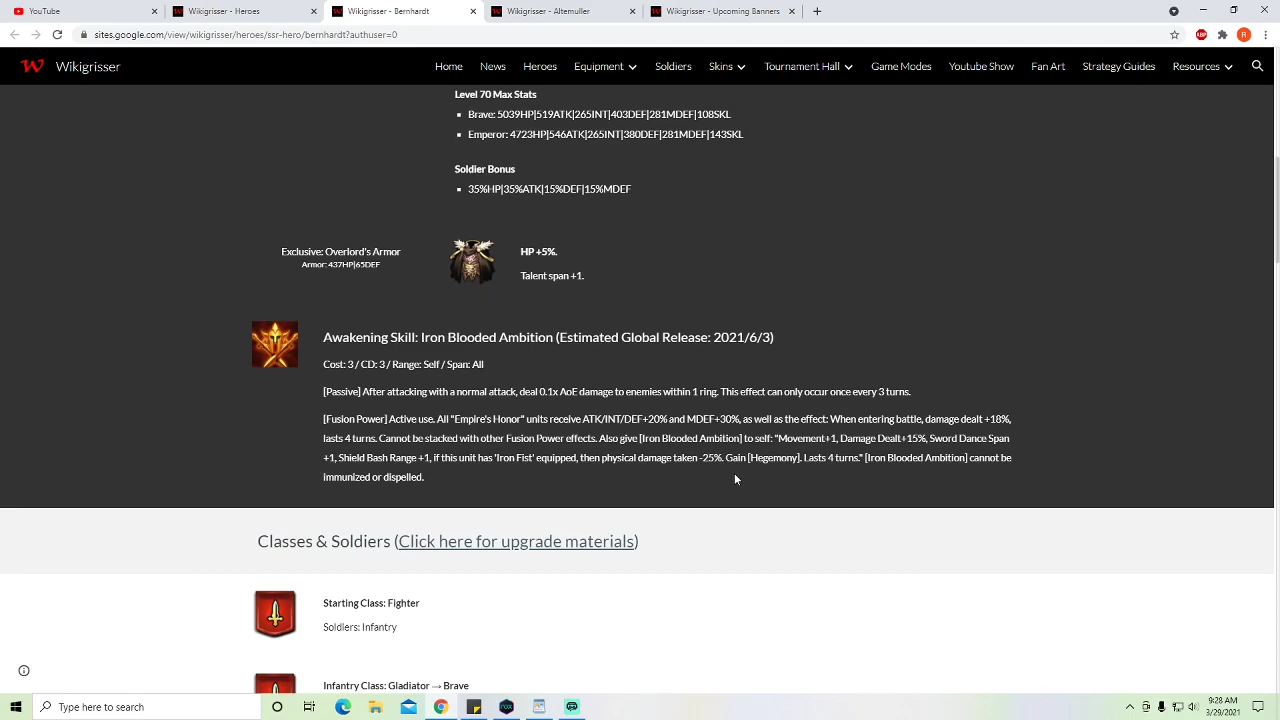 YouTube
Wikigrisser - Heroes
Wikigrisser - Bernhardt
Wikigrisser - Altemuller
Wikigrisser - Upcoming Banners
sites.google.com/view/wikigrisser/heroes/ssr-hero/bernhardt?authuser=0
ABP
R
W Wikigrisser
Home News Heroes Equipment Soldiers Skins Tournament Hall Game Modes Youtube Show Fan Art Strategy Guides Resources
Level 70 Max Stats
▪ Brave: 5039HP|519ATK|265INT|403DEF|281MDEF|108SKL
▪ Emperor: 4723HP|546ATK|265INT|380DEF|281MDEF|143SKL
Soldier Bonus
▪ 35%HP|35%ATK|15%DEF|15%MDEF
Exclusive: Overlord's Armor
Armor: 437HP|65DEF
HP +5%.
Talent span +1.
Awakening Skill: Iron Blooded Ambition (Estimated Global Release: 2021/6/3)
Cost: 3 / CD: 3 / Range: Self / Span: All
[Passive] After attacking with a normal attack, deal 0.1x AoE damage to enemies within 1 ring. This effect can only occur once every 3 turns.
[Fusion Power] Active use. All "Empire's Honor" units receive ATK/INT/DEF+20% and MDEF+30%, as well as the effect: When entering battle, damage dealt +18%,
lasts 4 turns. Cannot be stacked with other Fusion Power effects. Also give [Iron Blooded Ambition] to self: "Movement+1, Damage Dealt+15%, Sword Dance Span
+1, Shield Bash Range +1, if this unit has 'Iron Fist' equipped, then physical damage taken -25%. Gain [Hegemony]. Lasts 4 turns." [Iron Blooded Ambition] cannot be
immunized or dispelled.
Classes & Soldiers (Click here for upgrade materials)
Starting Class: Fighter
Soldiers: Infantry
Infantry Class: Gladiator → Brave
Type here to search
9:28 AM
3/29/2021